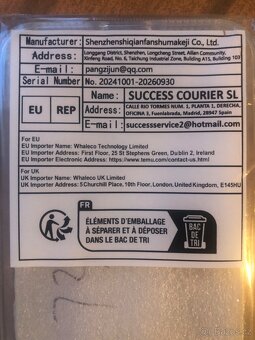 Manufacturer: Shenzhenshiqianfanshumakeji Co., Ltd.
Address: Longgang District, Shenzhen, Longcheng Street, Ailian Community,
Xinbang Road, No. 6, Taichong Industrial Zone, District A, Building 103
E-mail: pangzijun@qq.com
Serial Number No. 20241001-20260930
EU REP
Name: SUCCESS COURIER SL
Address: CALLE RIO TORMES NUM. 1, PLANTA 1, DERECHA,
OFICINA 3, Fuenlabrada, Madrid, 28947 Spain
E-mail: successservice2@hotmail.com
For EU
EU Importer Name: Whaleco Technology Limited
EU Importer Address: First Floor, 25 St Stephens Green, Dublin 2, Ireland
EU Importer Electronic Address: https://www.temu.com/contact-us.html
For UK
UK Importer Name: Whaleco UK Limited
UK Importer Address: 5 Churchill Place, 10th Floor, London, United Kingdom, E145HU
FR
ÉLÉMENTS D'EMBALLAGE
À SÉPARER ET À DÉPOSER
DANS LE BAC DE TRI
BAC
DE TRI